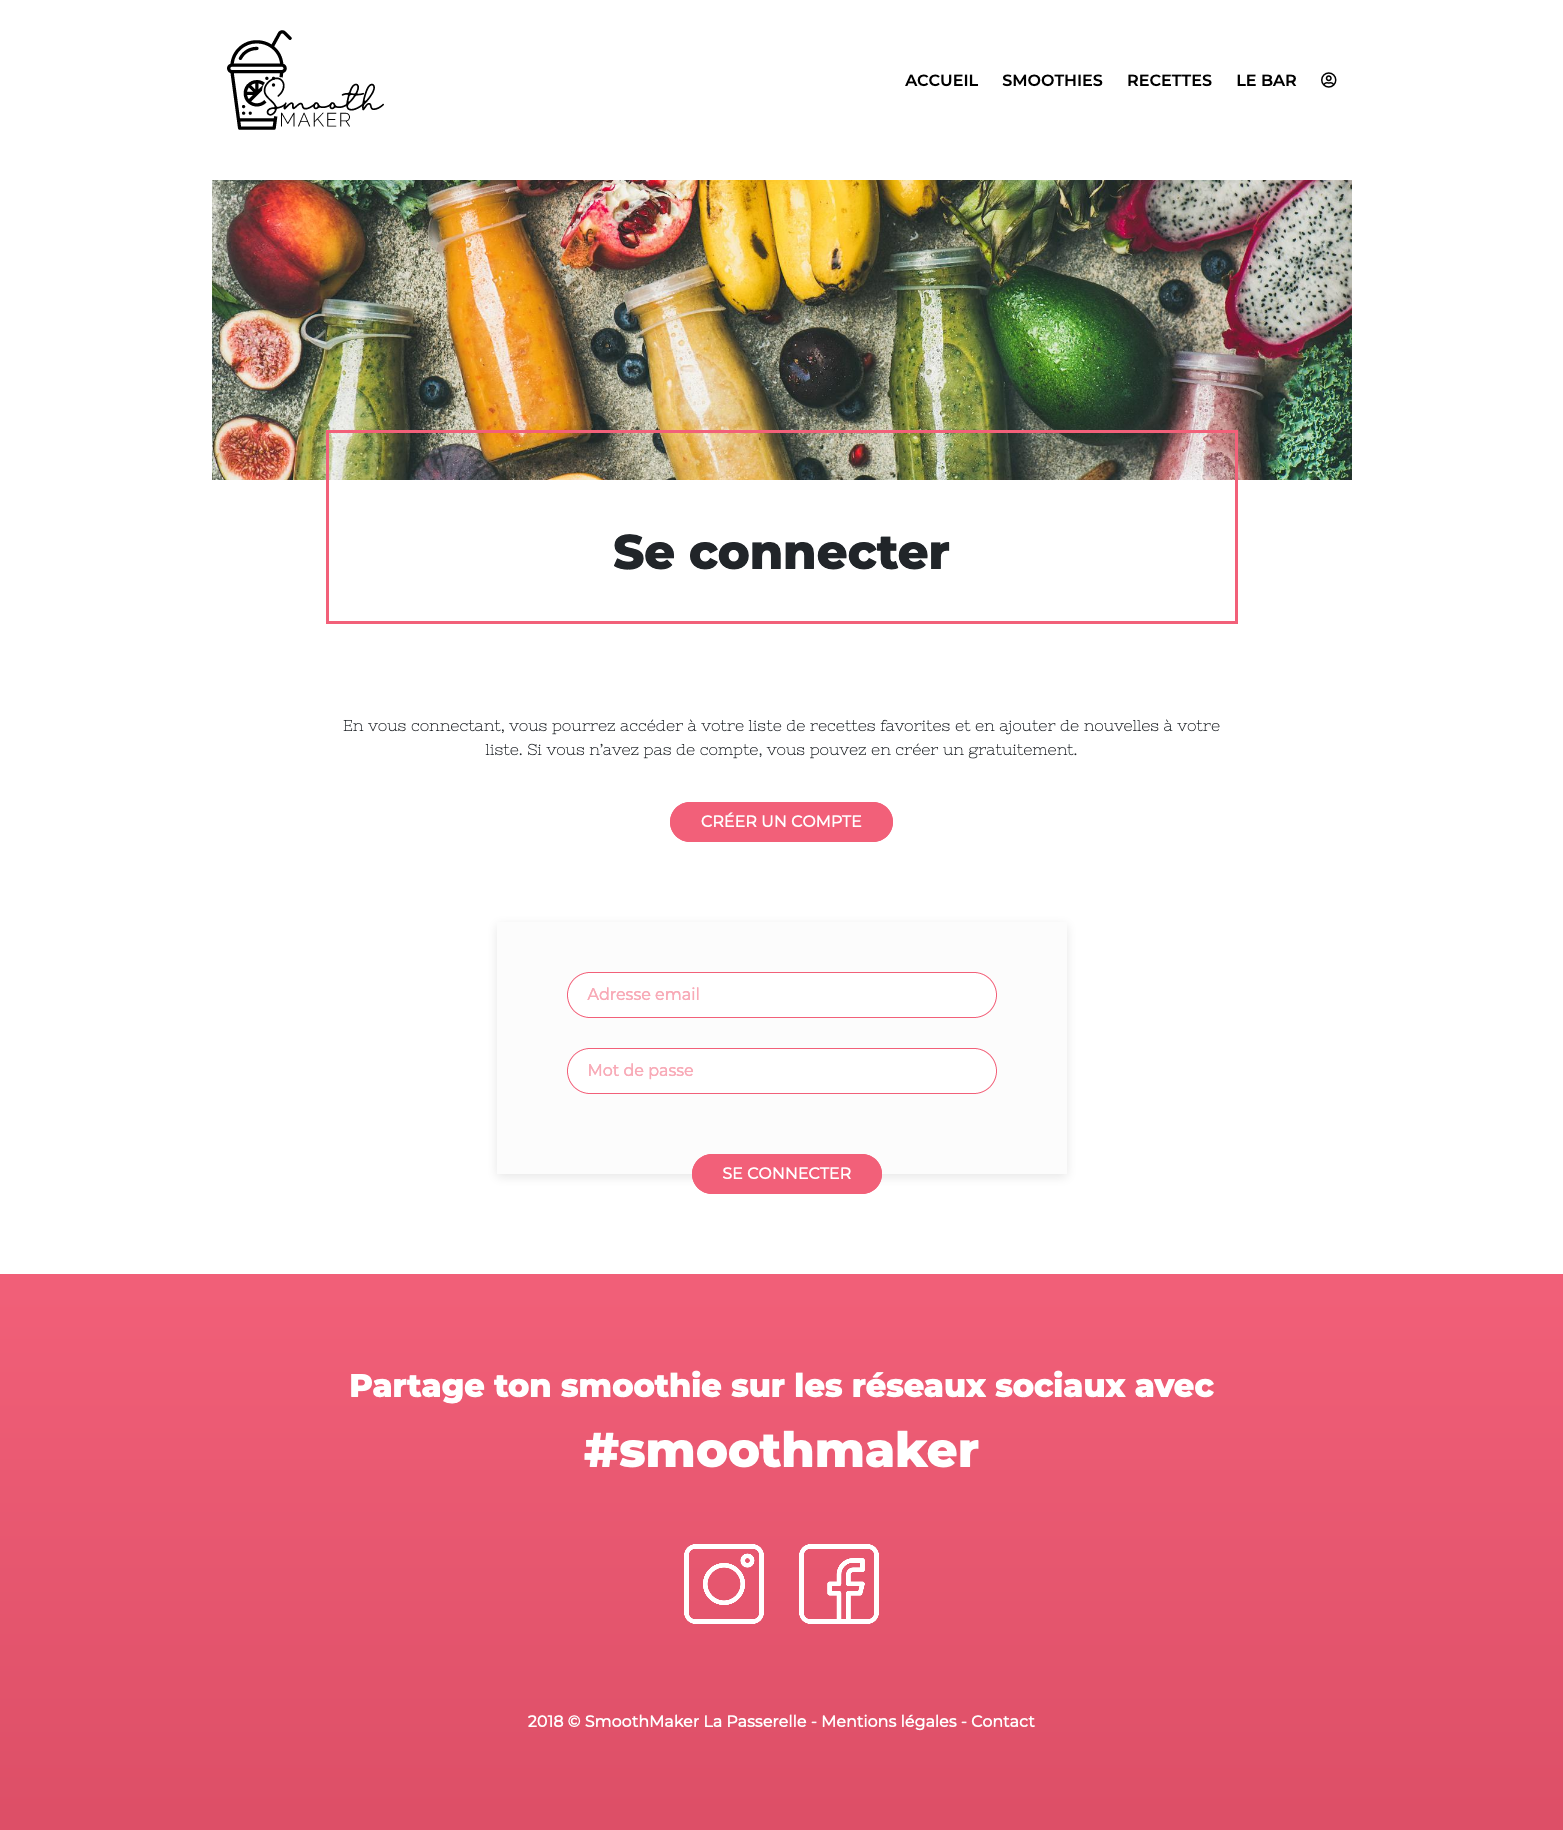 Smooth
MAKER
ACCUEIL SMOOTHIES RECETTES LE BAR
Se connecter
En vous connectant, vous pourrez accéder à votre liste de recettes favorites et en ajouter de nouvelles à votre
liste. Si vous n'avez pas de compte, vous pouvez en créer un gratuitement.
CRÉER UN COMPTE
Adresse email
Mot de passe
SE CONNECTER
Partage ton smoothie sur les réseaux sociaux avec
#smoothmaker
2018 © SmoothMaker La Passerelle - Mentions légales - Contact